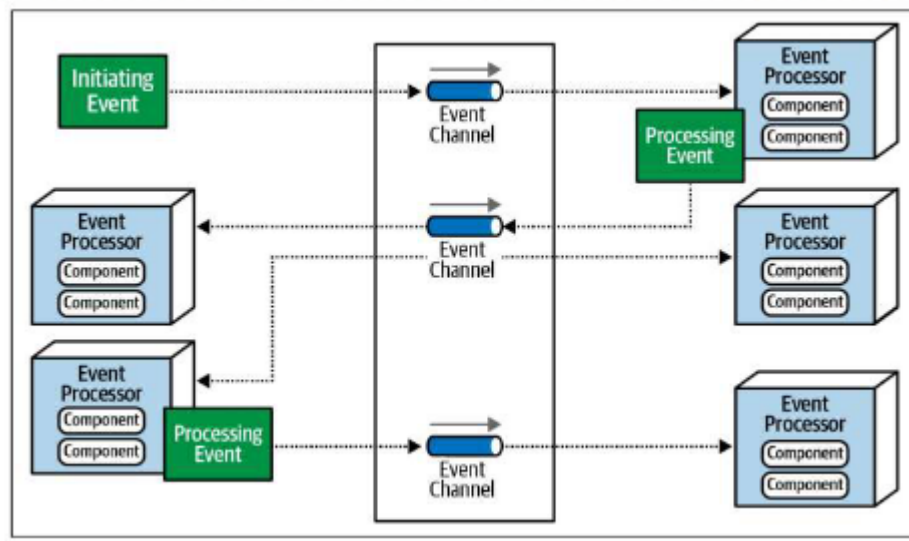 Initiating
Event
Event
Channel
Event
Processor
Component
Component
Processing
Event
Event
Processor
Component
Component
Event
Channel
Event
Processor
Component
Component
Event
Processor
Component
Component
Processing
Event
Event
Channel
Event
Processor
Component
Component